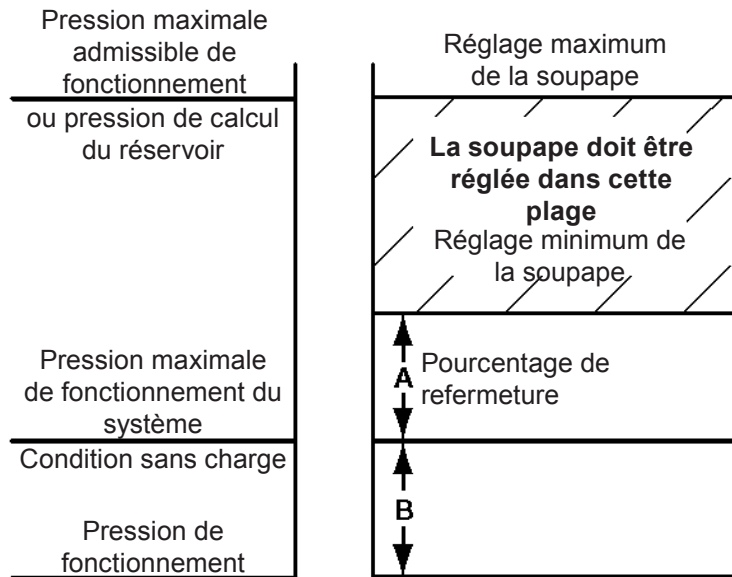 Pression maximale
admissible de
fonctionnement
ou pression de calcul
du réservoir
Pression maximale
de fonctionnement du
système
Condition sans charge
Pression de
fonctionnement
Réglage maximum
de la soupape
La soupape doit être
réglée dans cette
plage
Réglage minimum de
la soupape
A
Pourcentage de
refermeture
B